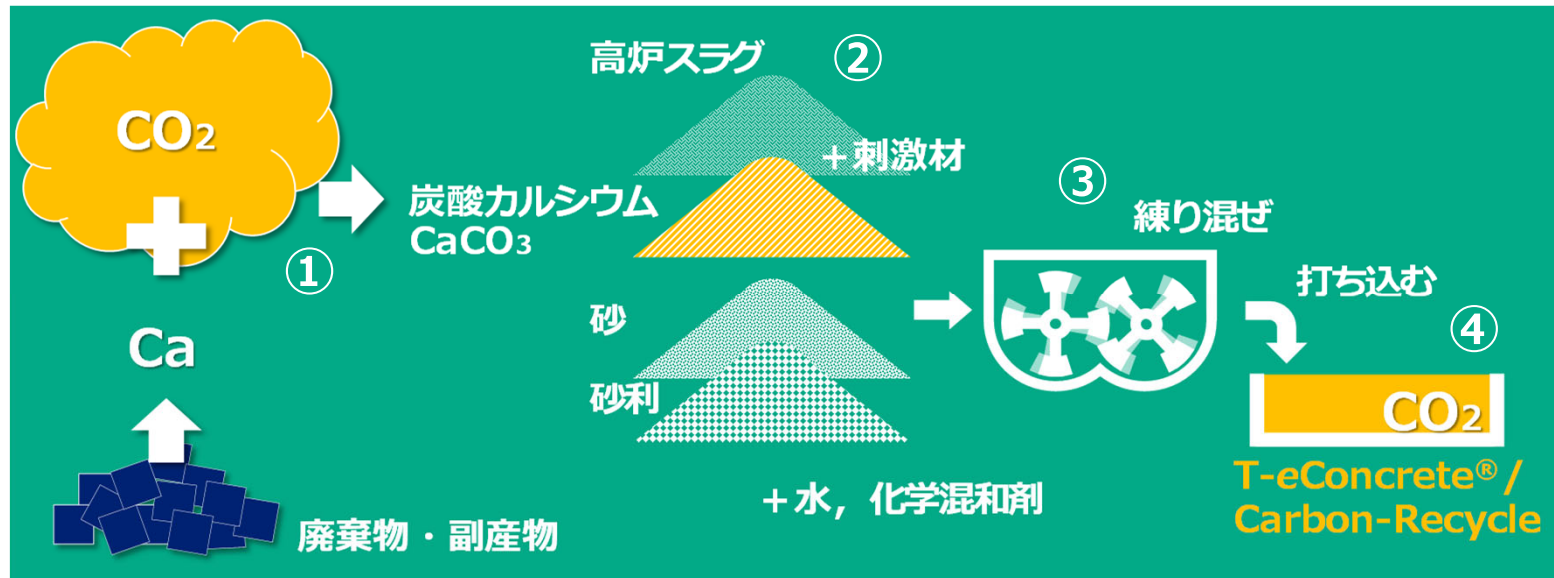 CO2
Ca
廃棄物・副産物
①
炭酸カルシウム
CaCO3
高炉スラグ
②
+刺激材
砂
砂利
+水，化学混和剤
③
練り混ぜ
打ち込む
④
CO2
T-eConcrete®/
Carbon-Recycle